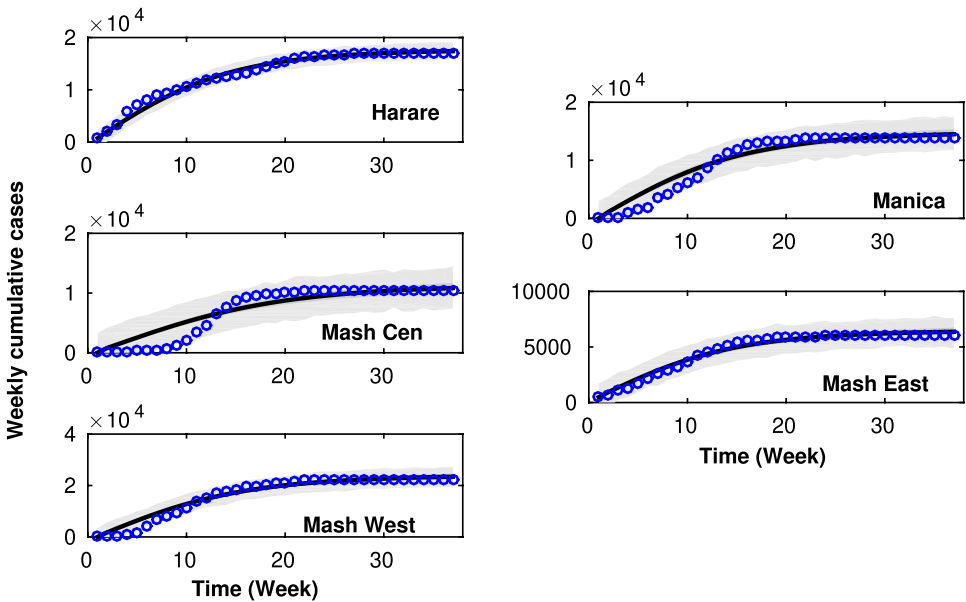 Weekly cumulative cases
×10^4
2
1
0
0 10 20 30
Harare
×10^4
2
1
0
0 10 20 30
Mash Cen
×10^4
4
2
0
0 10 20 30
Mash West
Time (Week)
×10^4
2
1
0
0 10 20 30
Manica
10000
5000
0
0 10 20 30
Mash East
Time (Week)